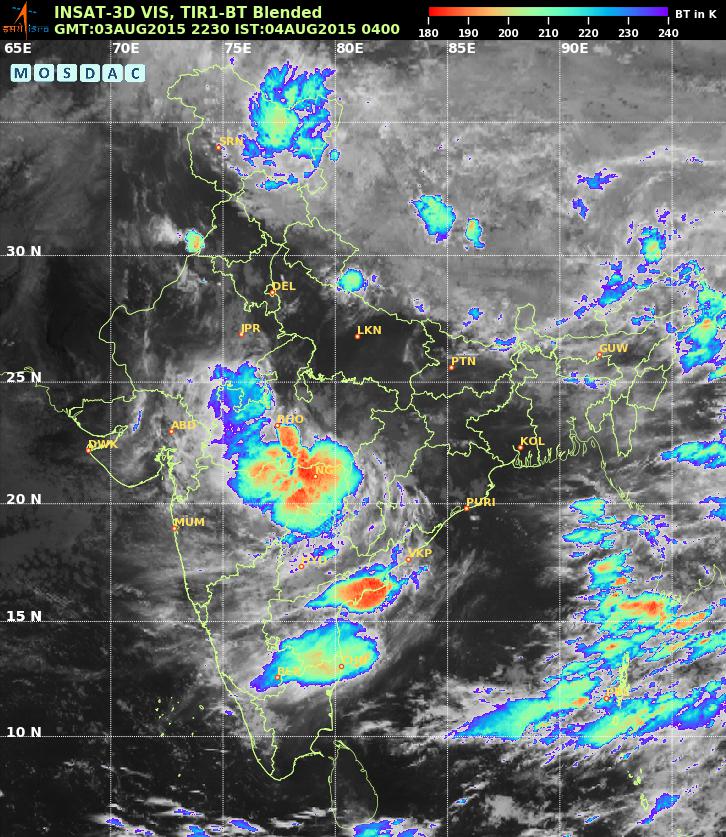 INSAT-3D VIS, TIR1-BT Blended
GMT:03AUG2015 2230 IST:04AUG2015 0400
BT in K
180 190 200 210 220 230 240
65E 70E 75E 80E 85E 90E
MOSDAC
SRN
30 N
DEL
JPR
LKN
PTN
GUW
25 N
BHO
ABD
DWK
KOL
NGP
20 N
PURI
MUM
VKP
15 N
10 N